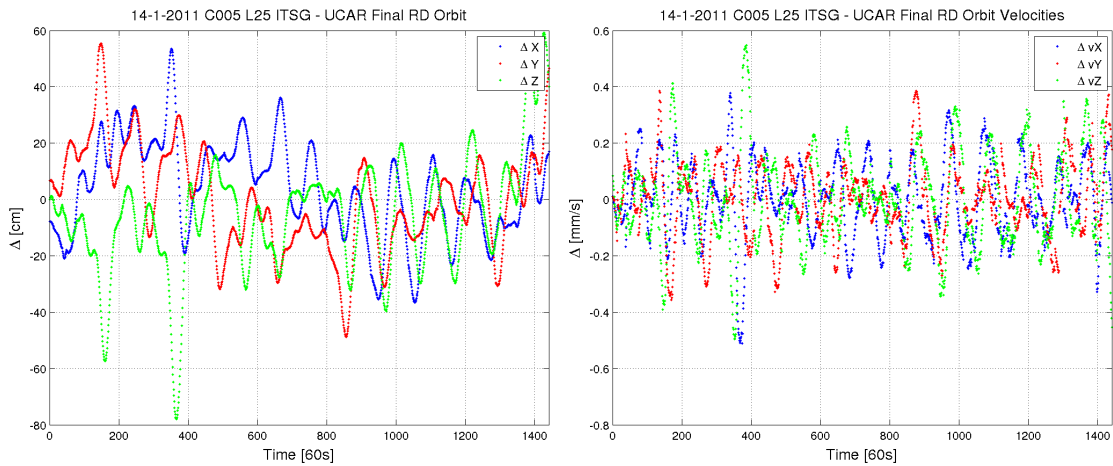 14-1-2011 C005 L25 ITSG - UCAR Final RD Orbit
60
40
20
0
-20
-40
-60
-80
Δ [cm]
0
200
400
600
800
1000
1200
1400
Time [60s]
Δ X
Δ Y
Δ Z
14-1-2011 C005 L25 ITSG - UCAR Final RD Orbit Velocities
0.6
0.4
0.2
0
-0.2
-0.4
-0.6
-0.8
Δ [mm/s]
0
200
400
600
800
1000
1200
1400
Time [60s]
Δ vX
Δ vY
Δ vZ